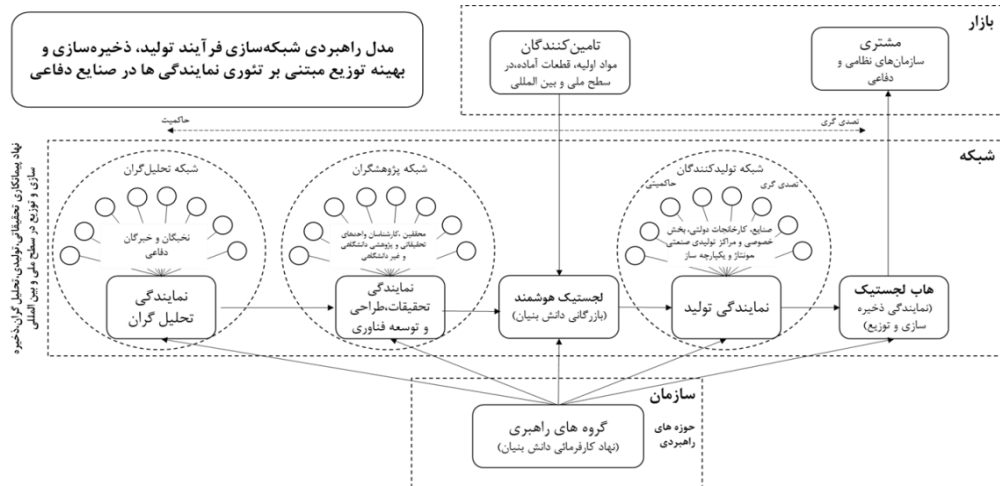 مدل راهبردی شبکه‌سازی فرآیند تولید، ذخیره‌سازی و
بهینه توزیع مبتنی بر تئوری نمایندگی ها در صنایع دفاعی
بازار
تامین‌کنندگان
مواد اولیه، قطعات آماده،در
سطح ملی و بین المللی
مشتری
سازمان‌های نظامی و
دفاعی
حاکمیت
تصدی گری
شبکه
نهاد پیمانکاری تحقیقاتی،تولیدی،تحلیل گران،ذخیره
سازی و توزیع در سطح ملی و بین المللی
شبکه تولیدکنندگان
حاکمیتی
تصدی گری
صنایع، کارخانجات دولتی، بخش
خصوصی و مراکز تولیدی صنعتی
مونتاژ و یکپارچه ساز
شبکه پژوهشگران
محققین ،کارشناسان واحدهای
تحقیقاتی و پژوهشی دانشگاهی
و غیر دانشگاهی
شبکه تحلیل‌گران
نخبگان و خبرگان
دفاعی
نمایندگی
تحلیل گران
نمایندگی
تحقیقات،طراحی
و توسعه فناوری
لجستیک هوشمند
(بازرگانی دانش بنیان)
نمایندگی تولید
هاب لجستیک
(نمایندگی ذخیره
سازی و توزیع)
سازمان
حوزه های
راهبردی
گروه های راهبری
(نهاد کارفرمائی دانش بنیان)